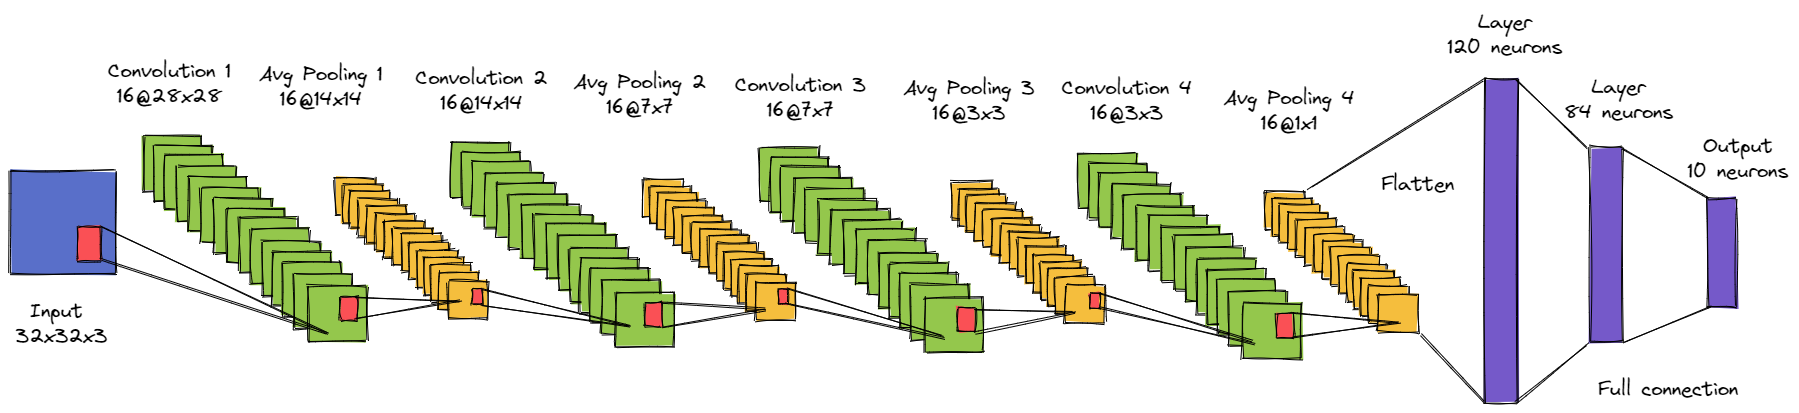 Convolution 1
16@28x28
Avg Pooling 1
16@14x14
Convolution 2
16@14x14
Avg Pooling 2
16@7x7
Convolution 3
16@7x7
Avg Pooling 3
16@3x3
Convolution 4
16@3x3
Avg Pooling 4
16@1x1
Layer
120 neurons
Layer
84 neurons
Output
10 neurons
Flatten
Input
32x32x3
Full connection